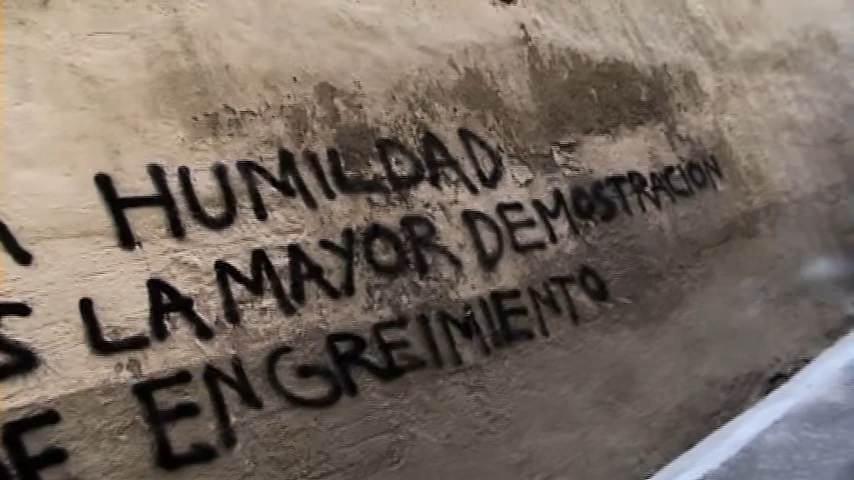 A HUMILDAD
S LA MAYOR DEMOSTRACION
E ENGREIMIENTO